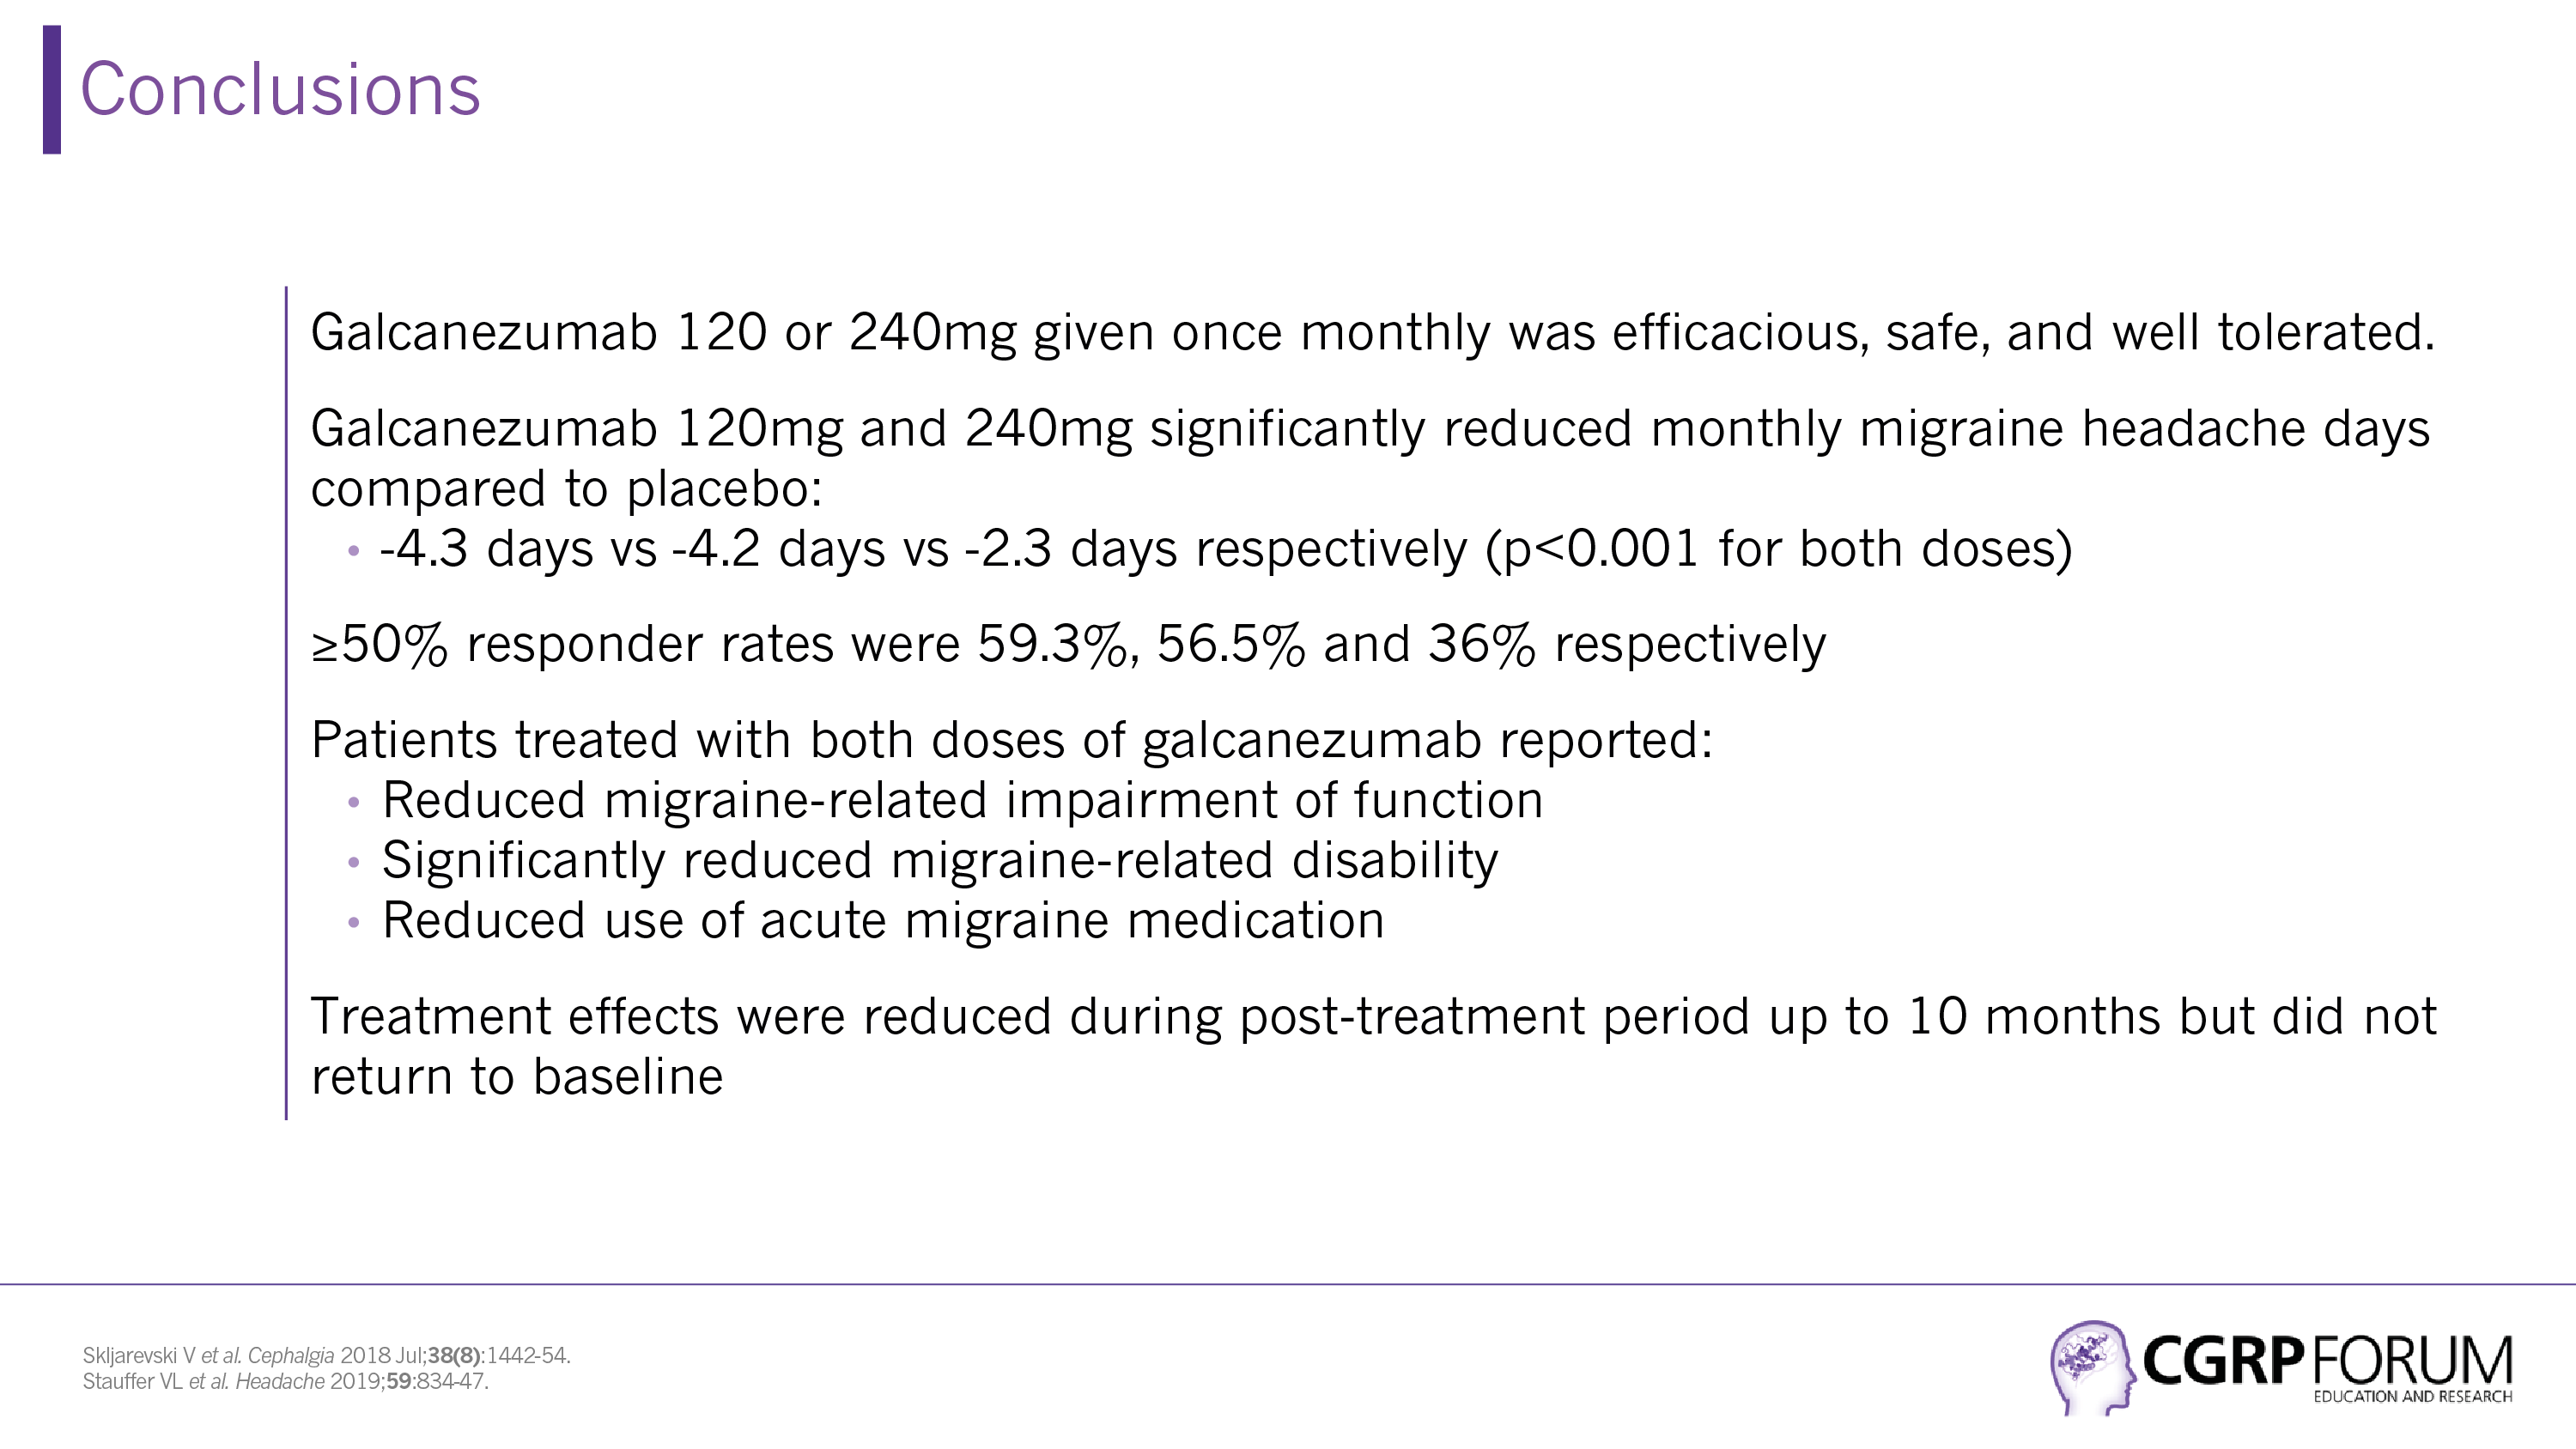 Conclusions
Galcanezumab 120 or 240mg given once monthly was efficacious, safe, and well tolerated.
Galcanezumab 120mg and 240mg significantly reduced monthly migraine headache days
compared to placebo:
• -4.3 days vs -4.2 days vs -2.3 days respectively (p<0.001 for both doses)
≥50% responder rates were 59.3%, 56.5% and 36% respectively
Patients treated with both doses of galcanezumab reported:
• Reduced migraine-related impairment of function
• Significantly reduced migraine-related disability
• Reduced use of acute migraine medication
Treatment effects were reduced during post-treatment period up to 10 months but did not
return to baseline
Skljarevski V et al. Cephalgia 2018 Jul;38(8):1442-54.
Stauffer VL et al. Headache 2019;59:834-47.
CGRP FORUM
EDUCATION AND RESEARCH